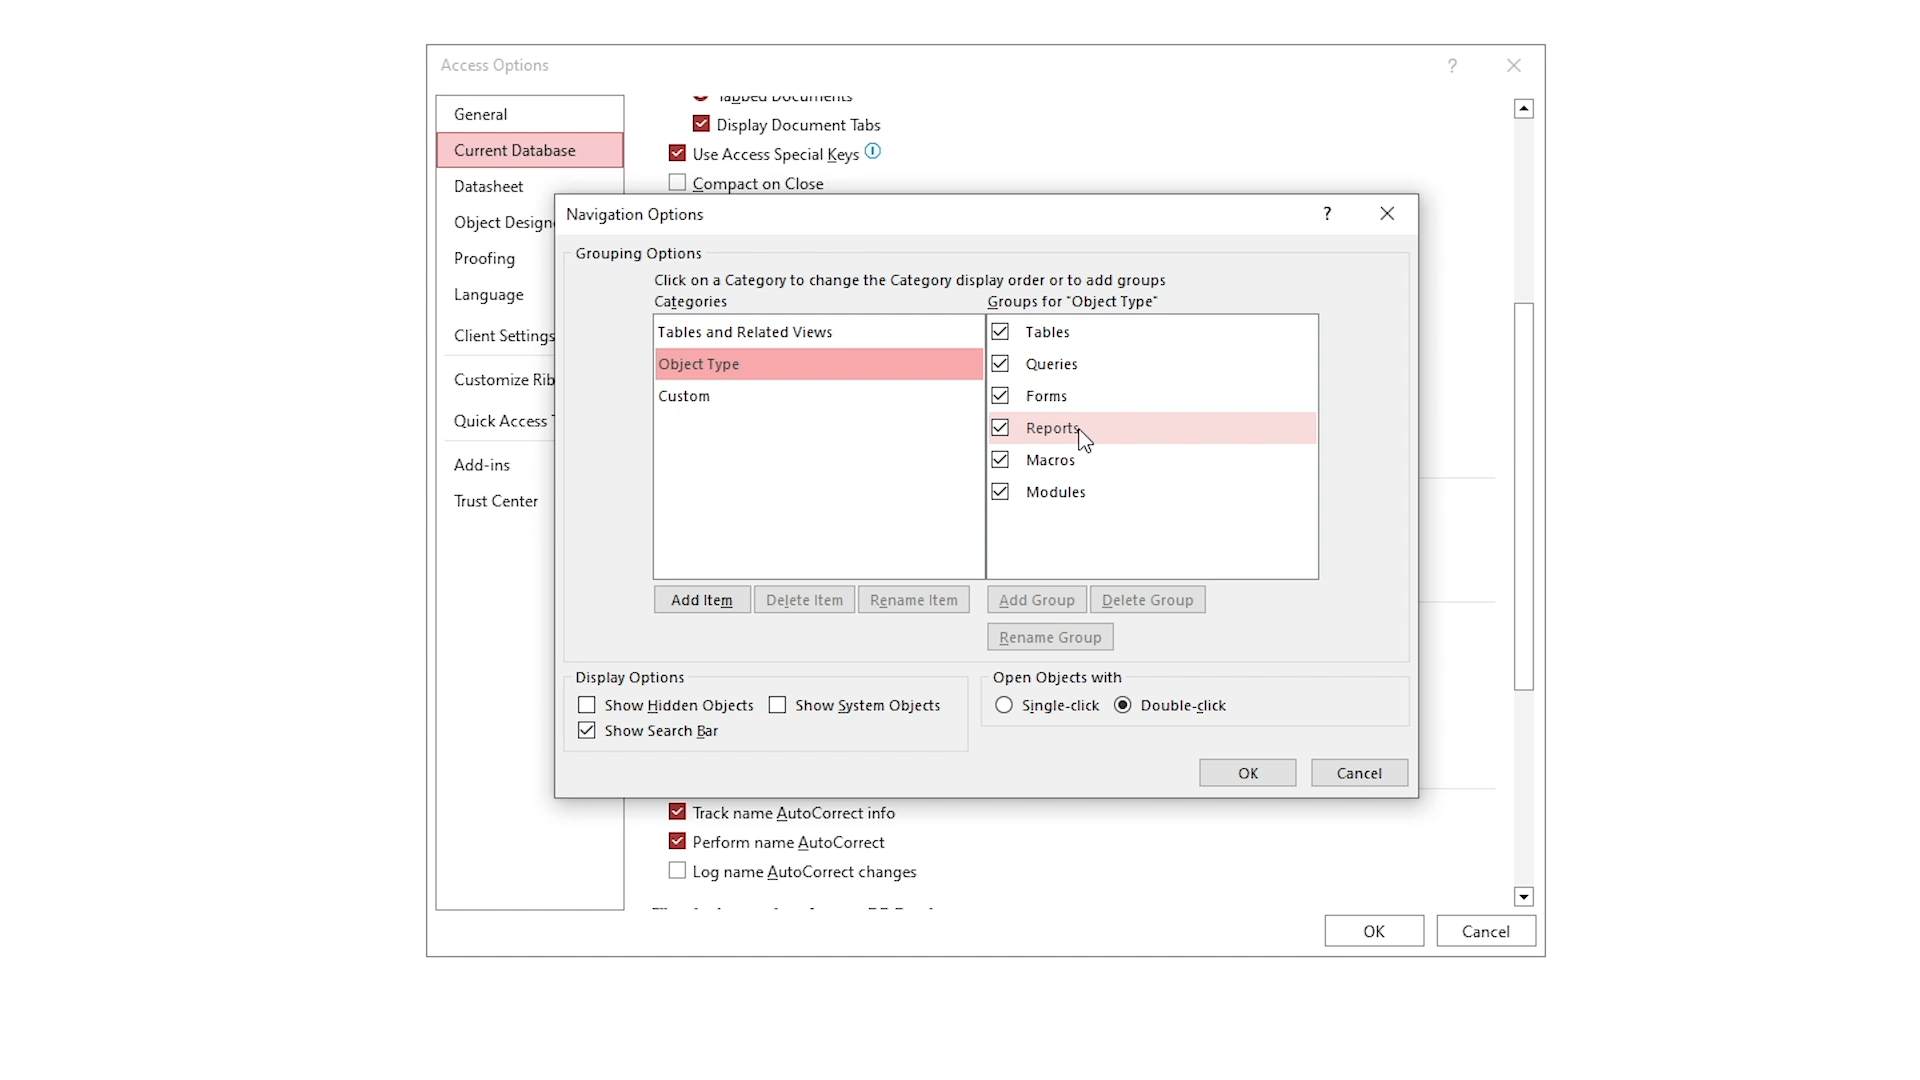 Access Options
?
General
Current Database
Datasheet
Object Design
Proofing
Language
Client Settings
Customize Rib
Quick Access
Add-ins
Trust Center
Tabbed Documents
Display Document Tabs
Use Access Special Keys
Compact on Close
Navigation Options
?
Grouping Options
Click on a Category to change the Category display order or to add groups
Categories
Groups for "Object Type"
Tables and Related Views
Object Type
Custom
Tables
Queries
Forms
Reports
Macros
Modules
Add Item
Delete Item
Rename Item
Add Group
Delete Group
Rename Group
Display Options
Show Hidden Objects
Show System Objects
Show Search Bar
Open Objects with
Single-click
Double-click
OK
Cancel
Track name AutoCorrect info
Perform name AutoCorrect
Log name AutoCorrect changes
OK
Cancel